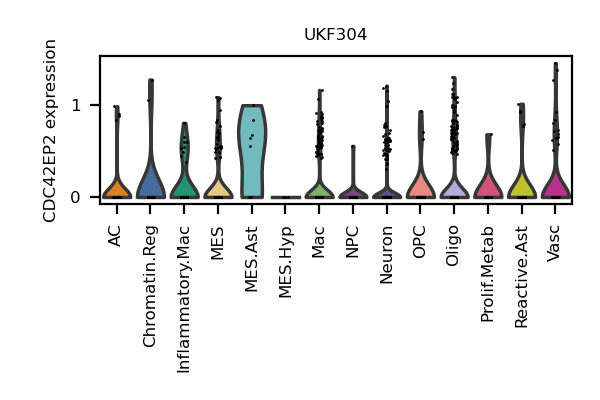 UKF304
CDC42EP2 expression
1
0
AC
Chromatin.Reg
Inflammatory.Mac
MES
MES.Ast
MES.Hyp
Mac
NPC
Neuron
OPC
Oligo
Prolif.Metab
Reactive.Ast
Vasc